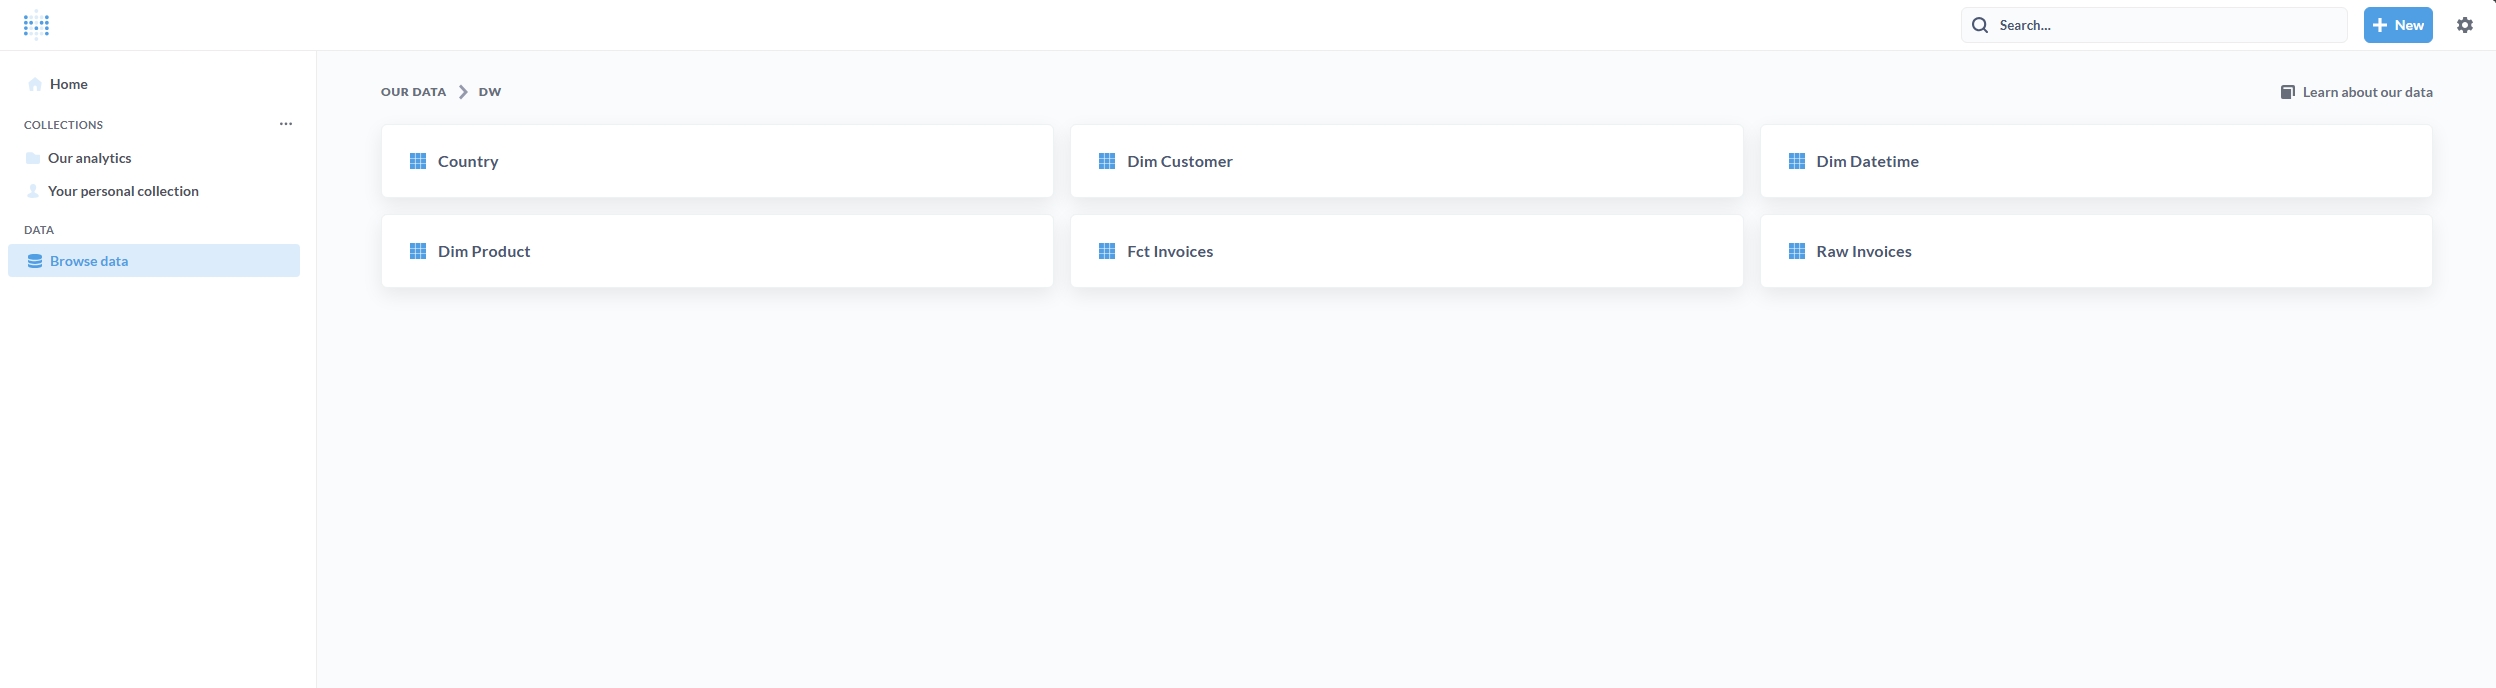 Search...
New
Home
COLLECTIONS
Our analytics
Your personal collection
DATA
Browse data
OUR DATA DW
Learn about our data
Country
Dim Customer
Dim Datetime
Dim Product
Fct Invoices
Raw Invoices